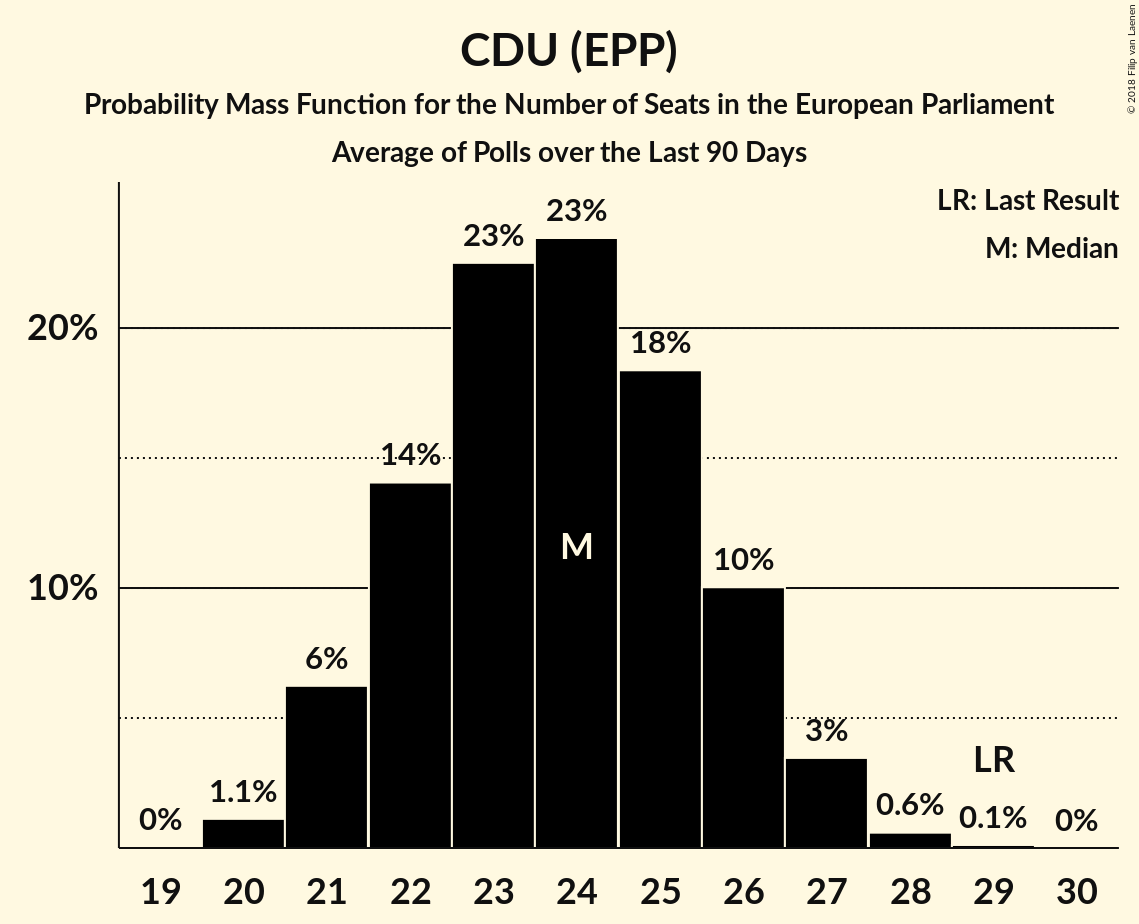 © 2018 Filip van Laenen
CDU (EPP)
Probability Mass Function for the Number of Seats in the European Parliament
Average of Polls over the Last 90 Days
LR: Last Result
M: Median
20%
10%
0%
1.1%
6%
14%
23%
23%
18%
10%
3%
0.6%
0.1%
0%
M
LR
19 20 21 22 23 24 25 26 27 28 29 30